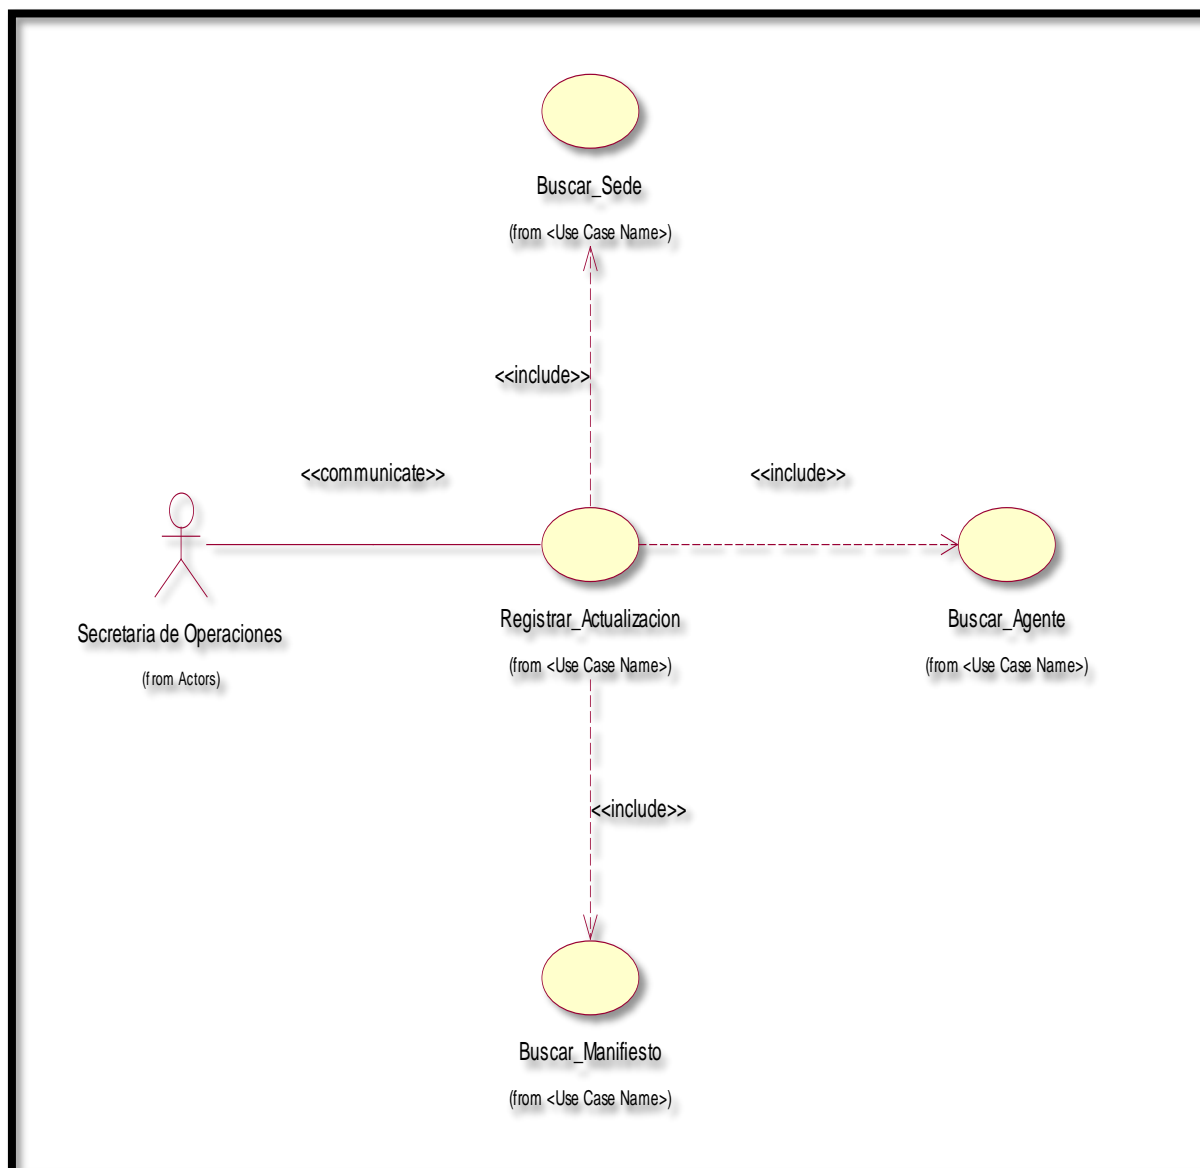 Buscar_Sede
(from <Use Case Name>)
<<include>>
<<communicate>>
<<include>>
Secretaria de Operaciones
(from Actors)
Registrar_Actualizacion
(from <Use Case Name>)
Buscar_Agente
(from <Use Case Name>)
<<include>>
Buscar_Manifiesto
(from <Use Case Name>)